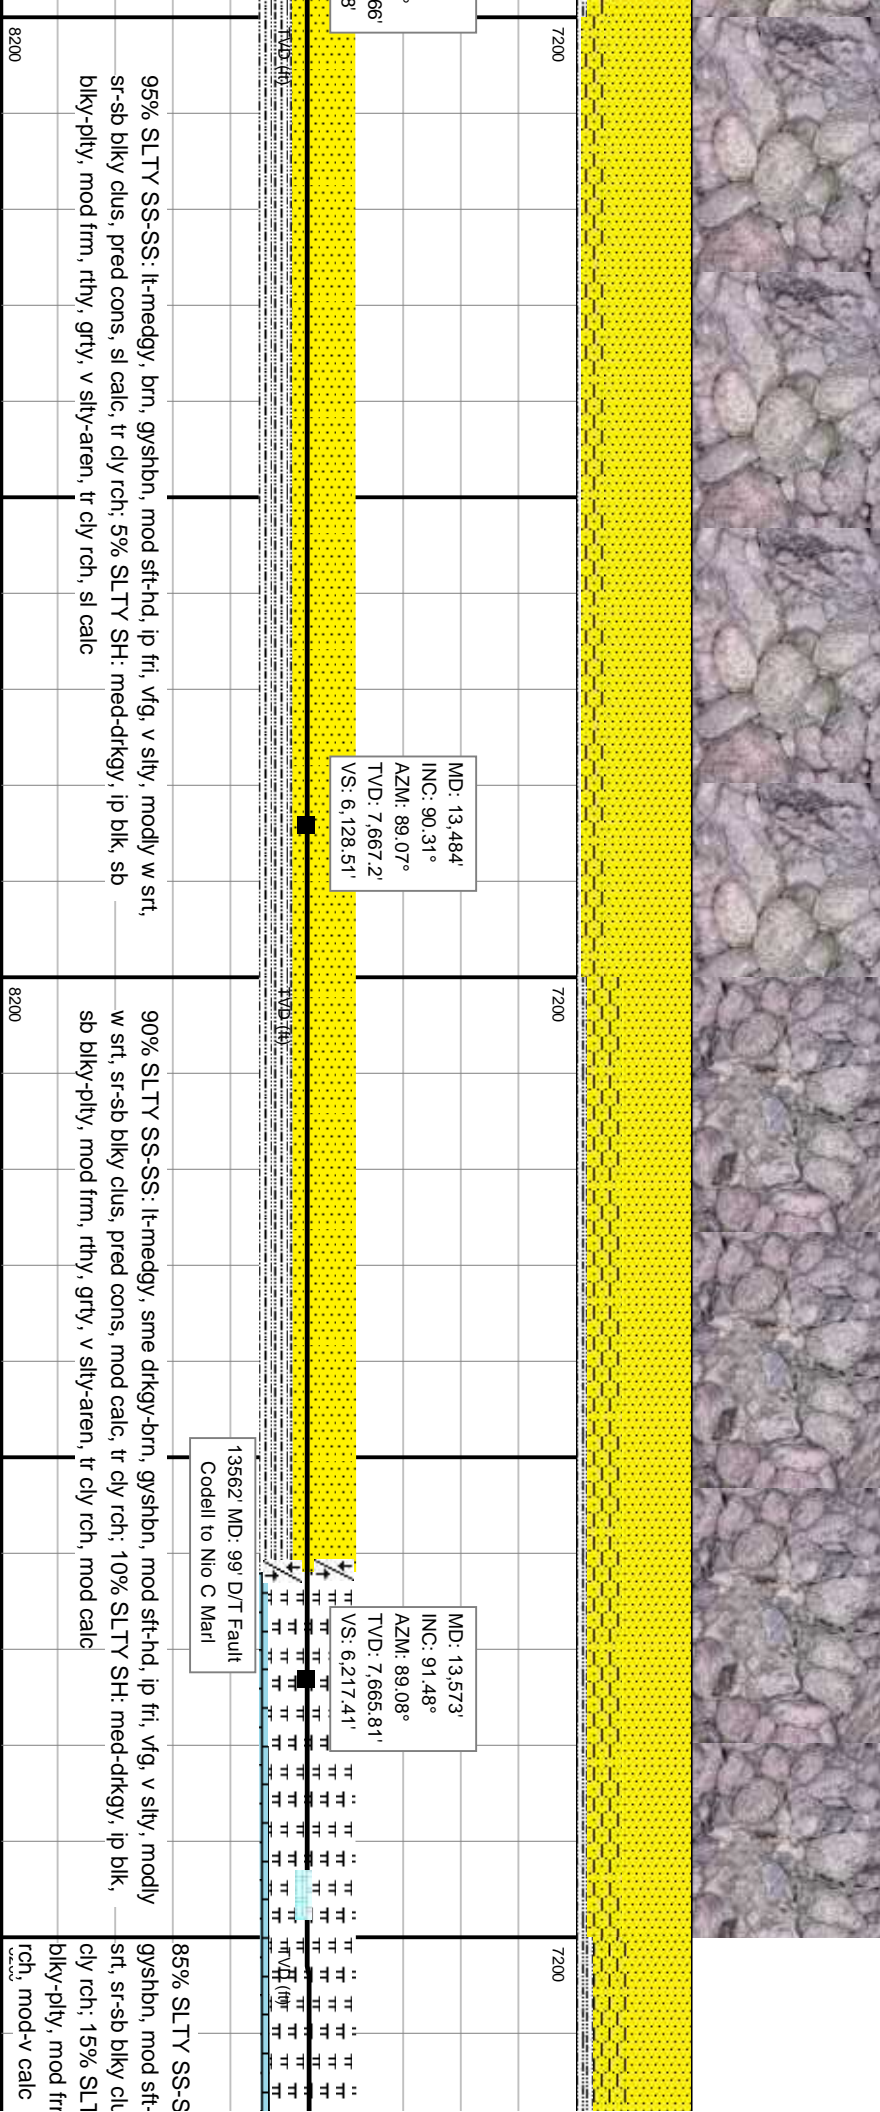 66'
8'
8200
TVD (ft)
7200
95% SLTY SS-SS: lt-medgy, brn, gyshbn, mod sft-hd, ip fri, vfg, v slty, modly w srt,
sr-sb blky clus, pred cons, sl calc, tr cly rch; 5% SLTY SH: med-drkgy, ip blk, sb
blky-plty, mod frm, rthy, grty, v slty-aren, tr cly rch, sl calc
MD: 13,484'
INC: 90.31°
AZM: 89.07°
TVD: 7,667.2'
VS: 6,128.51'
8200
TVD (ft)
7200
90% SLTY SS-SS: lt-medgy, sme drkgy-brn, gyshbn, mod sft-hd, ip fri, vfg, v slty, modly
w srt, sr-sb blky clus, pred cons, mod calc, tr cly rch; 10% SLTY SH: med-drkgy, ip blk,
sb blky-plty, mod frm, rthy, grty, v slty-aren, tr cly rch, mod calc
13562' MD: 99' D/T Fault
Codell to Nio C Marl
MD: 13,573'
INC: 91.48°
AZM: 89.08°
TVD: 7,665.81'
VS: 6,217.41'
TVD (ft)
7200
85% SLTY SS-S
gyshbn, mod sft-
srt, sr-sb blky clu
cly rch; 15% SLT
blky-plty, mod frr
rch, mod-v calc